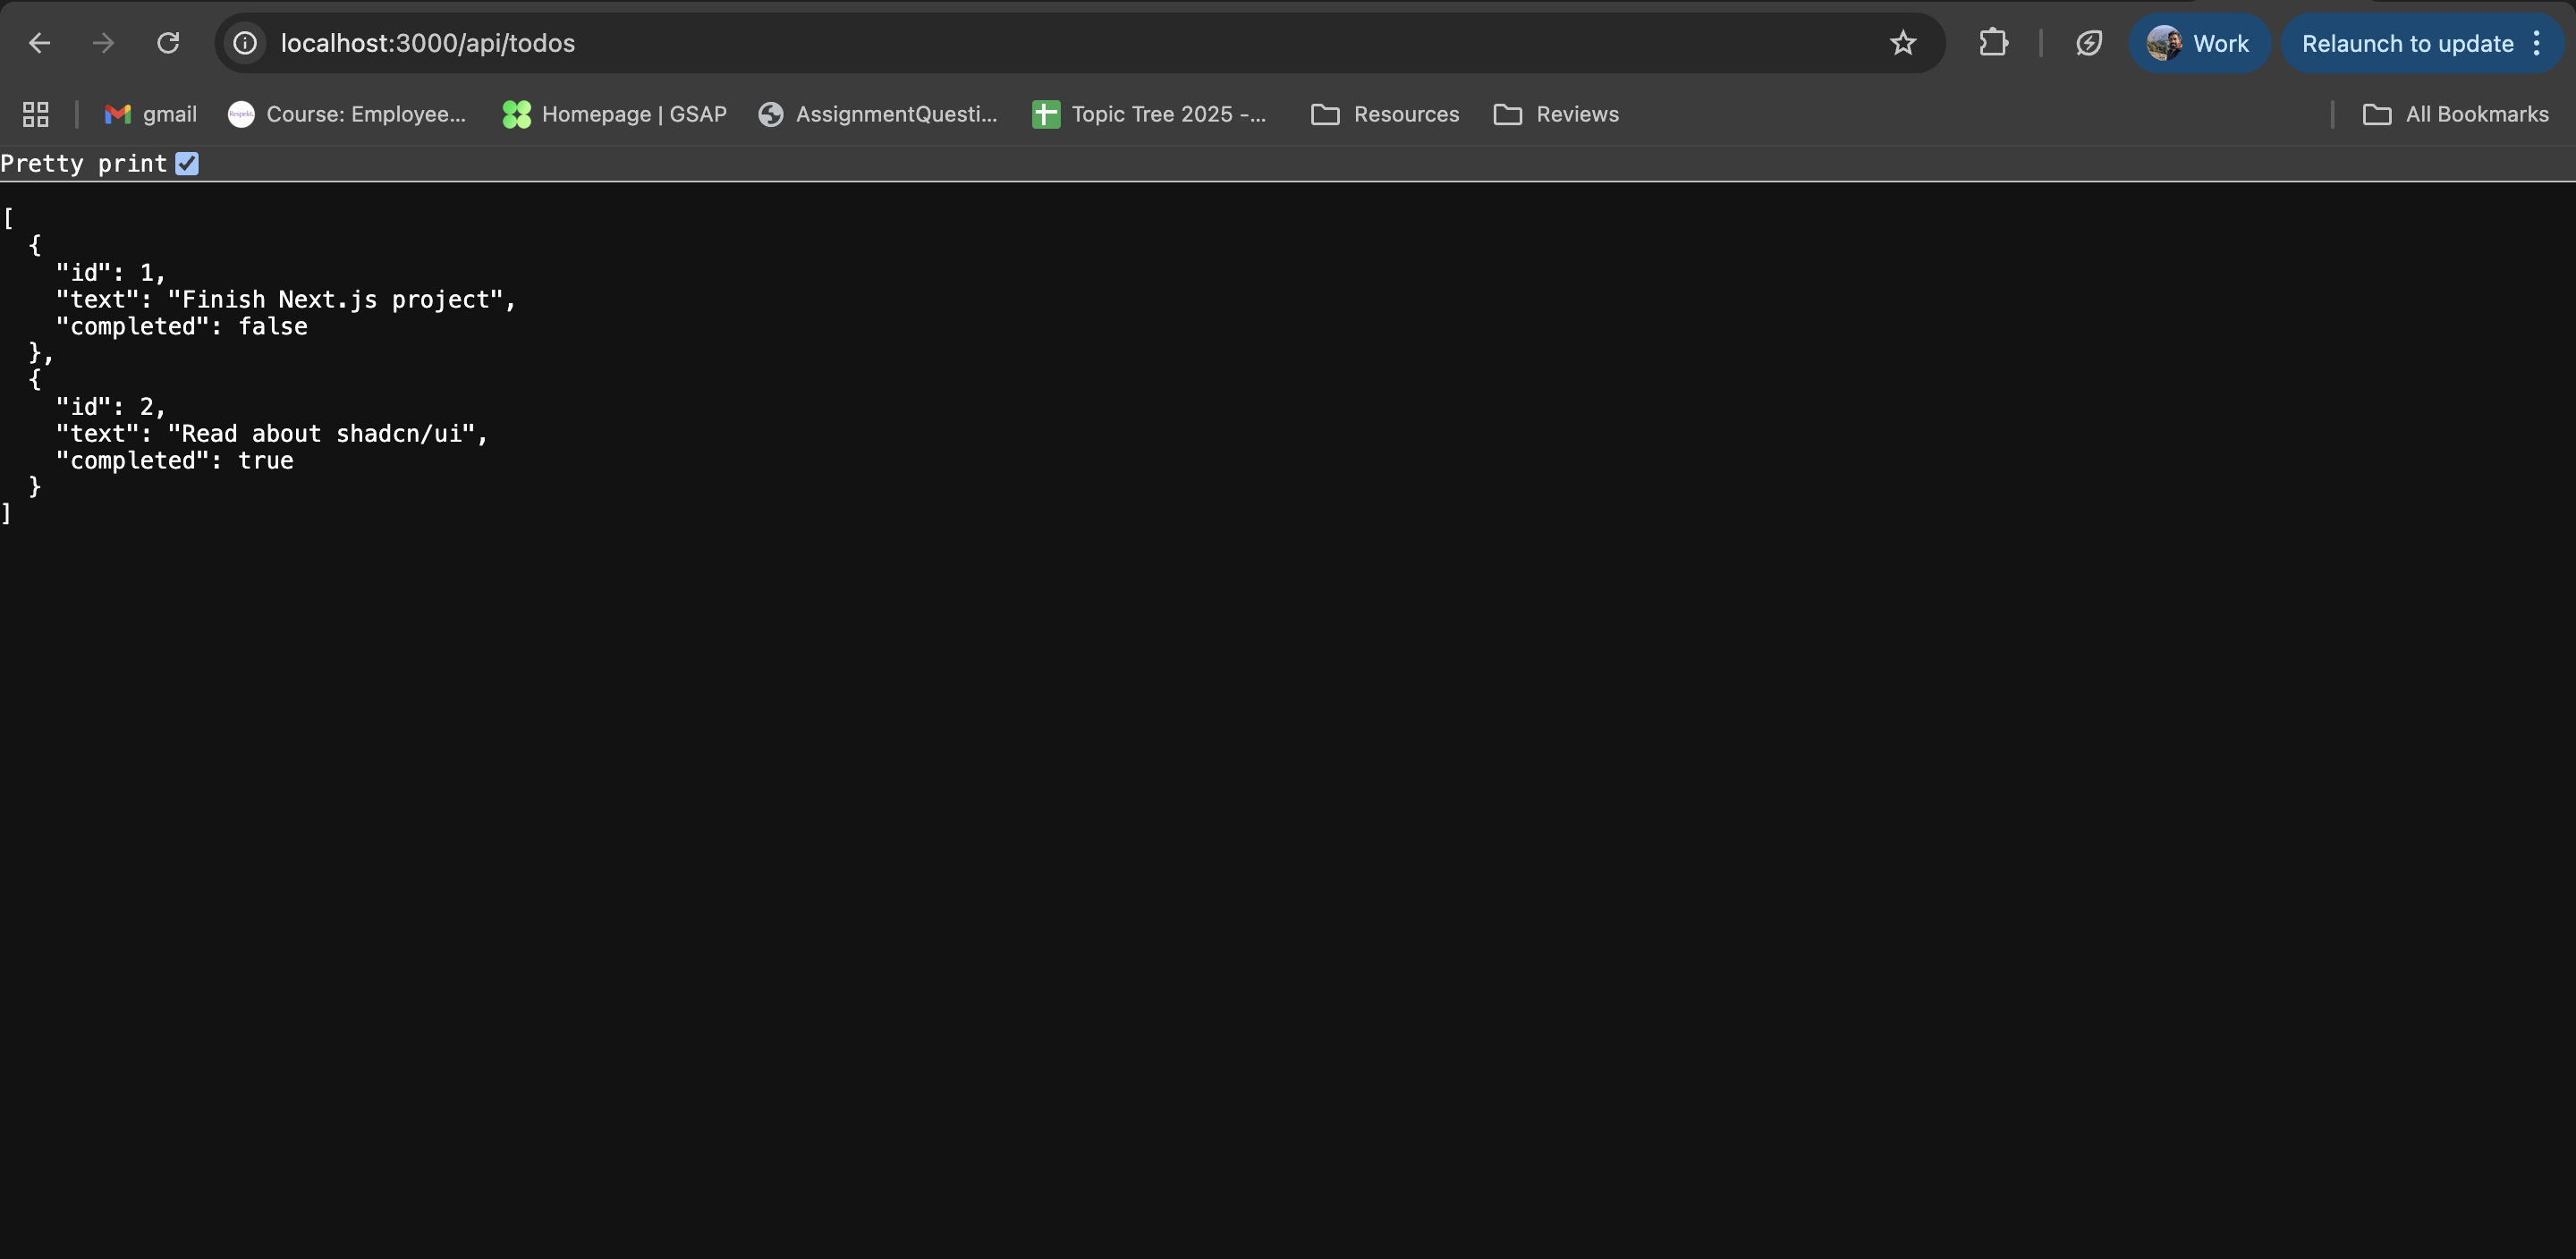 localhost:3000/api/todos
Work
Relaunch to update
gmail
Course: Employee...
Homepage | GSAP
AssignmentQuesti...
Topic Tree 2025 -...
Resources
Reviews
All Bookmarks
Pretty print
[
  {
    "id": 1,
    "text": "Finish Next.js project",
    "completed": false
  },
  {
    "id": 2,
    "text": "Read about shadcn/ui",
    "completed": true
  }
]